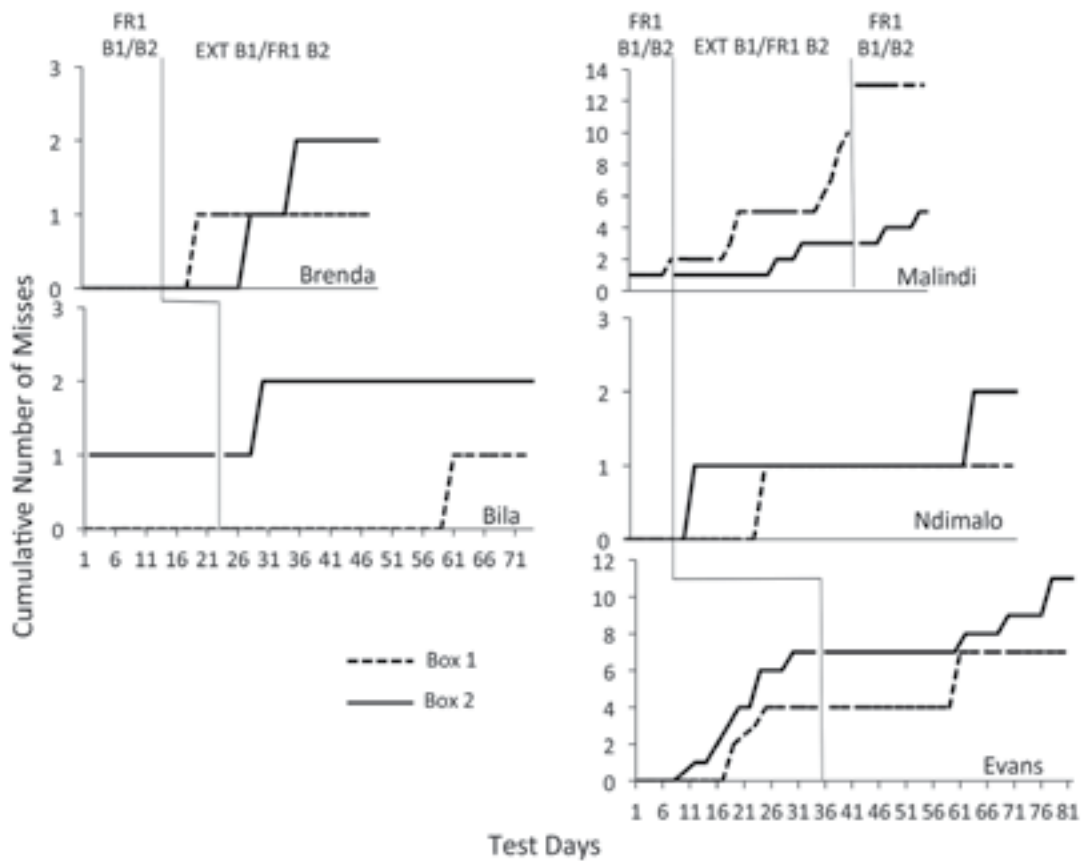 FR1
B1/B2
EXT B1/FR1 B2
3
2
1
0
Brenda
3
2
1
0
Bila
1 6 11 16 21 26 31 36 41 46 51 56 61 66 71
Cumulative Number of Misses
Box 1
Box 2
FR1
B1/B2
EXT B1/FR1 B2
FR1
B1/B2
14
12
10
8
6
4
2
0
Malindi
3
2
1
0
Ndimalo
12
10
8
6
4
2
0
Evans
1 6 11 16 21 26 31 36 41 46 51 56 61 66 71 76 81
Test Days